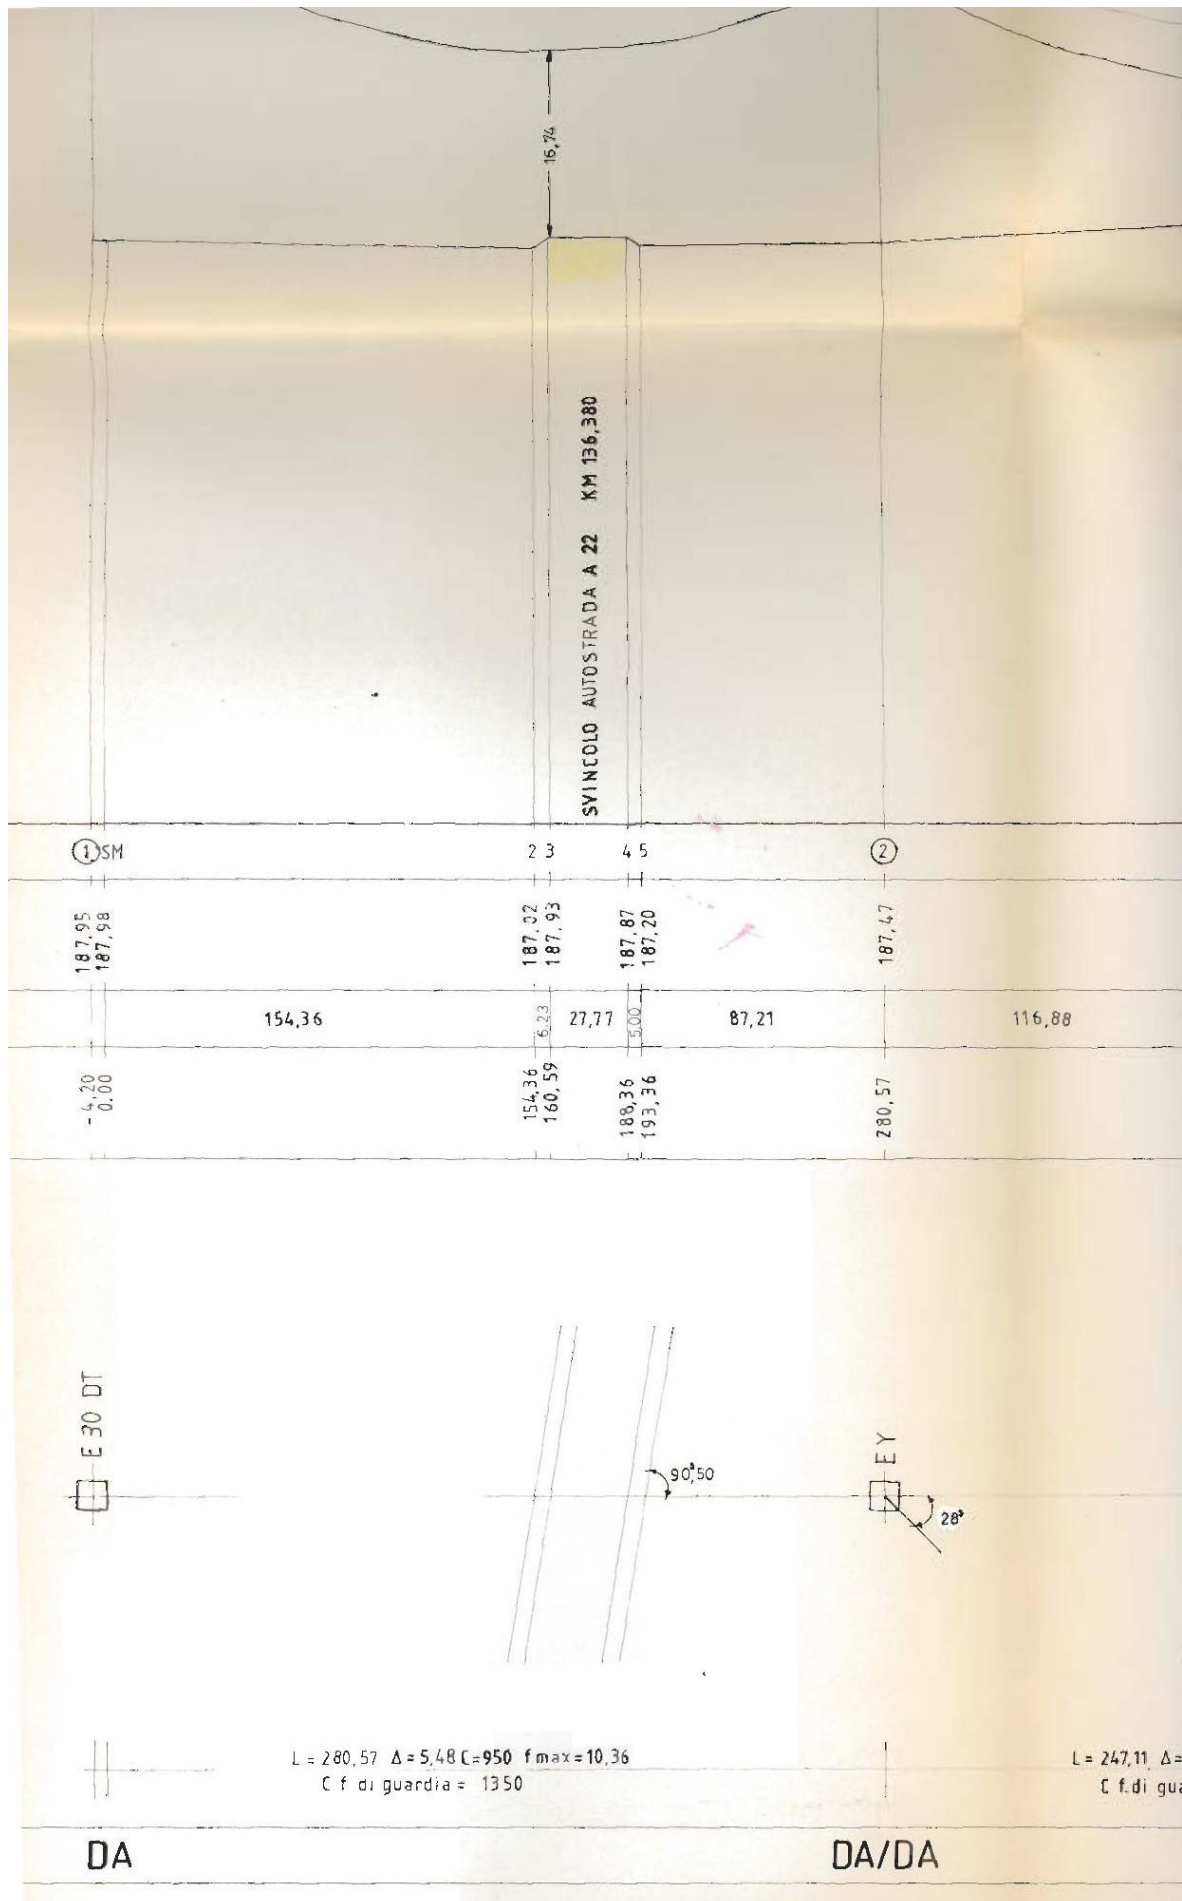 16,74
SVINCOLO AUTOSTRADA A 22 KM 136,380
1 SM 2 3 4 5 2
187,95 187,98 187,02 187,93 187,87 187,20 187,47
154,36 6,23 27,77 5,00 87,21 116,88
-4,20 0.00 154,36 160,59 188,36 193,36 280,57
E 30 DT
EY
90,50
28
L = 280,57 Δ = 5,48 C=950 f max = 10,36
C f di guardia = 1350
L = 247,11 Δ =
C f. di gua
DA
DA/DA